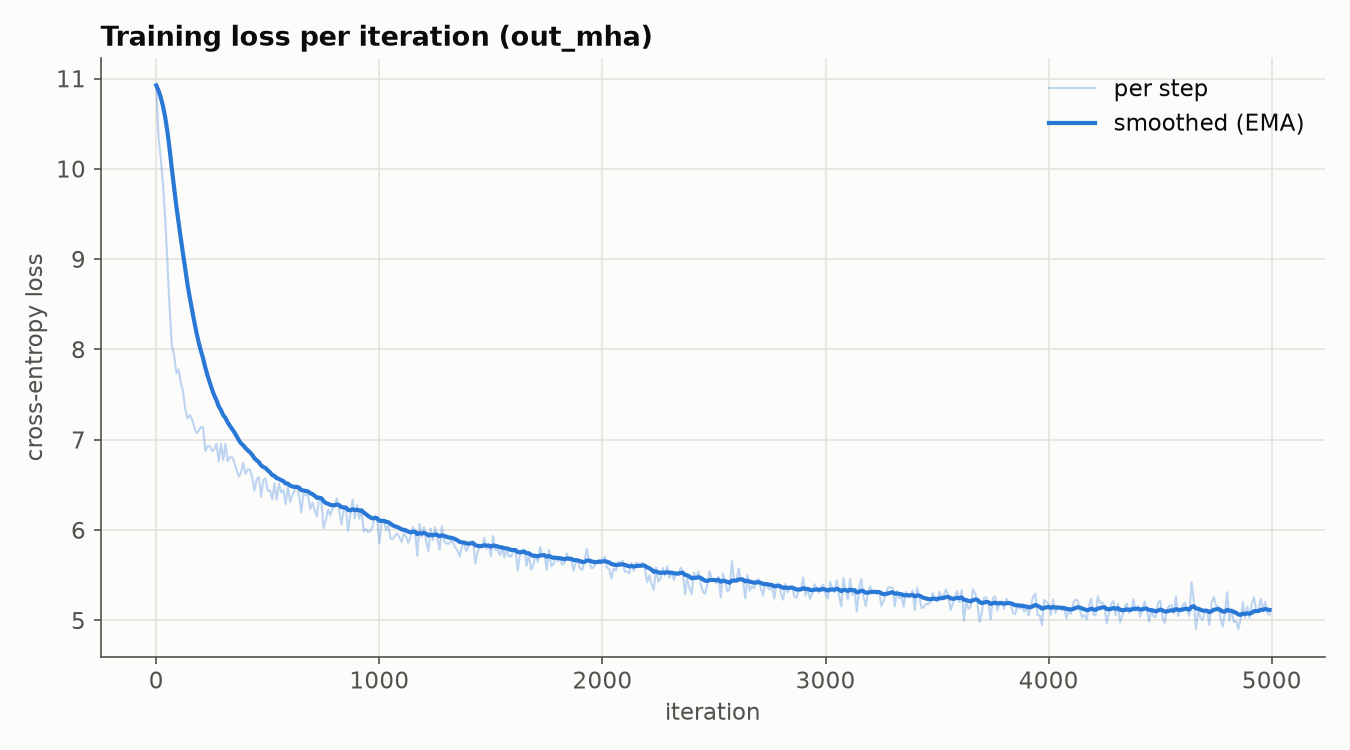 Training loss per iteration (out_mha)
per step
smoothed (EMA)
cross-entropy loss
11
10
9
8
7
6
5
0 1000 2000 3000 4000 5000
iteration